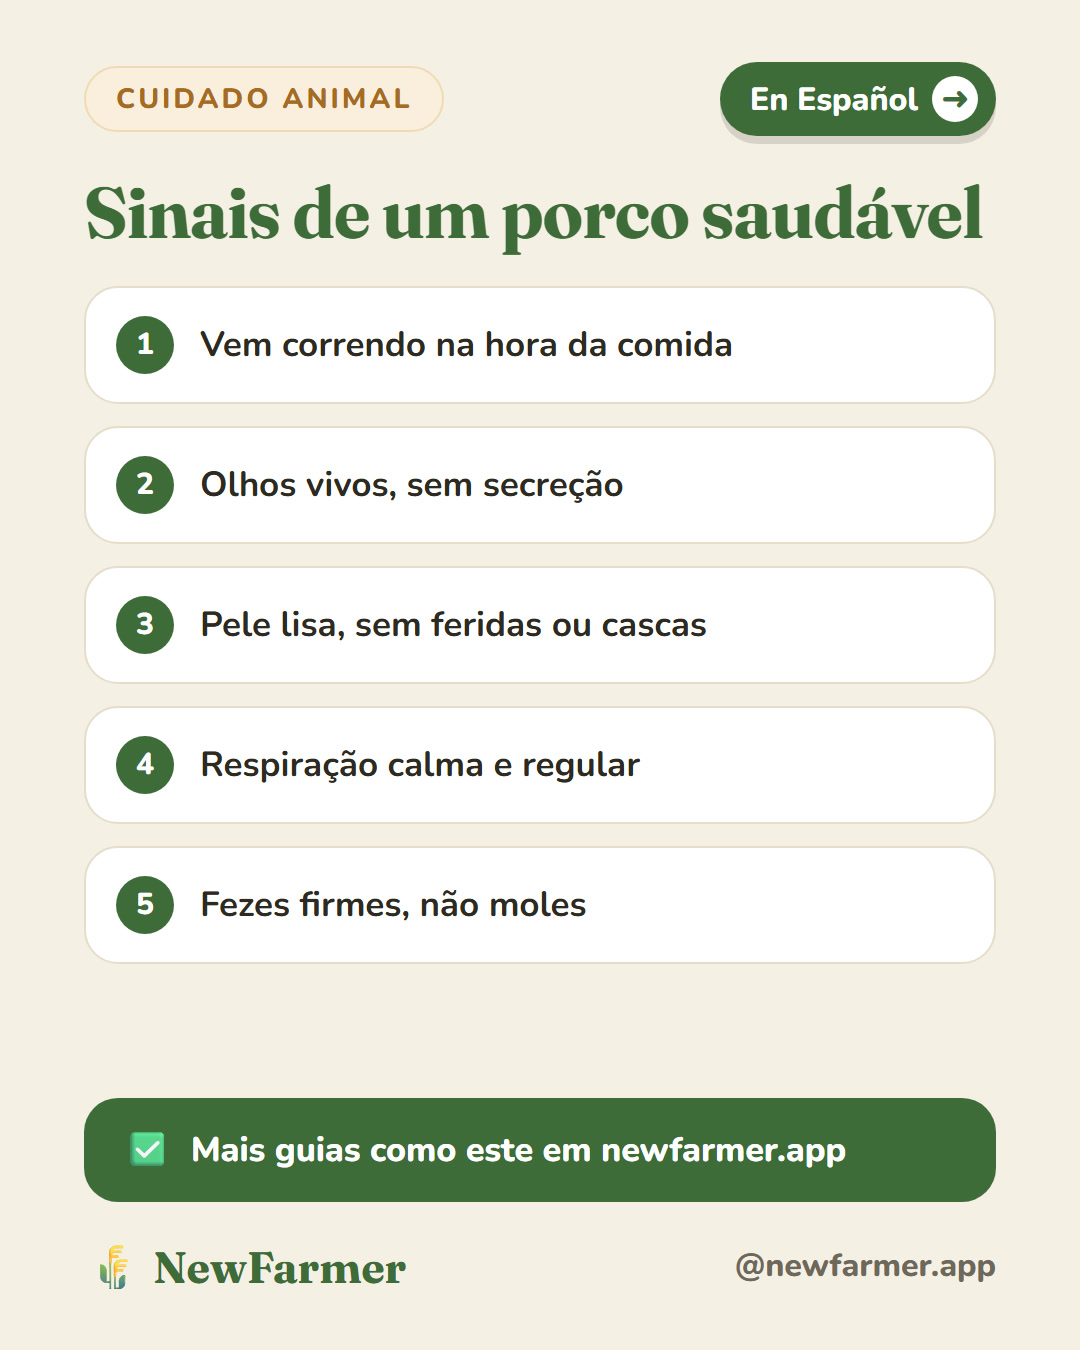 CUIDADO ANIMAL
En Español
Sinais de um porco saudável
1 Vem correndo na hora da comida
2 Olhos vivos, sem secreção
3 Pele lisa, sem feridas ou cascas
4 Respiração calma e regular
5 Fezes firmes, não moles
Mais guias como este em newfarmer.app
NewFarmer
@newfarmer.app